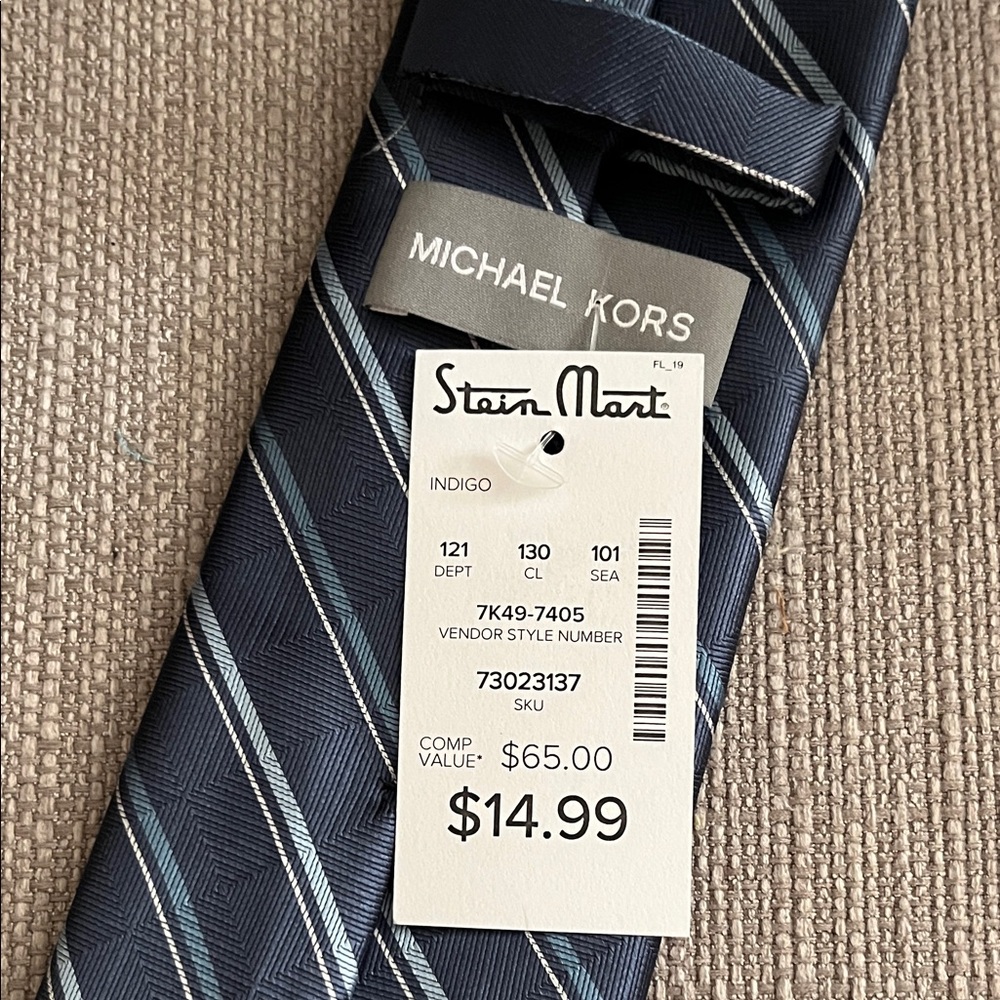 MICHAEL KORS
FL_19
Stein Mart®
INDIGO
121 130 101
DEPT CL SEA
7K49-7405
VENDOR STYLE NUMBER
73023137
SKU
COMP
VALUE* $65.00
$14.99